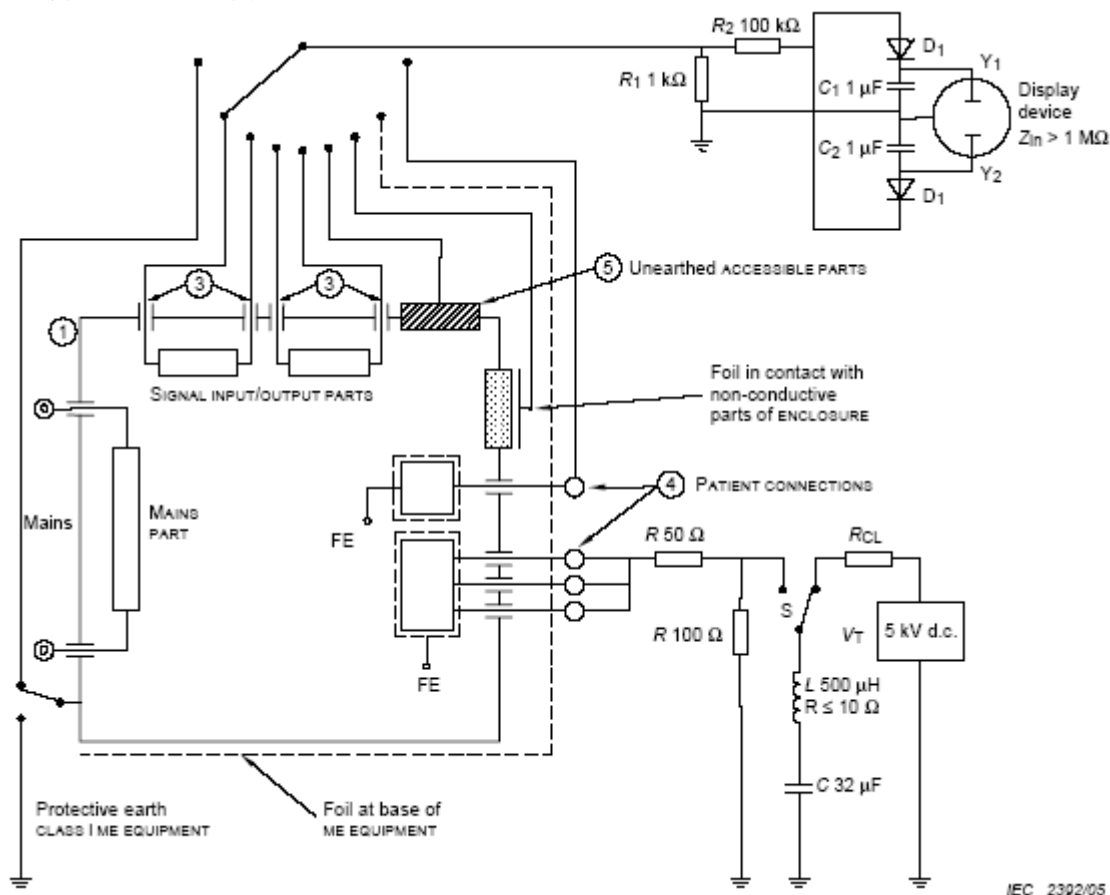 R2 100 kΩ
D1
Y1
R1 1 kΩ
C1 1 µF
Display
device
Zin > 1 MΩ
C2 1 µF
Y2
D1
3
3
5 Unearthed ACCESSIBLE PARTS
1
SIGNAL INPUT/OUTPUT PARTS
Foil in contact with
non-conductive
parts of ENCLOSURE
4 PATIENT CONNECTIONS
Mains
MAINS
PART
FE
R 50 Ω
RCL
S
R 100 Ω
VT
5 kV d.c.
FE
L 500 µH
R ≤ 10 Ω
C 32 µF
Protective earth
CLASS I ME EQUIPMENT
Foil at base of
ME EQUIPMENT
IEC 2392/05